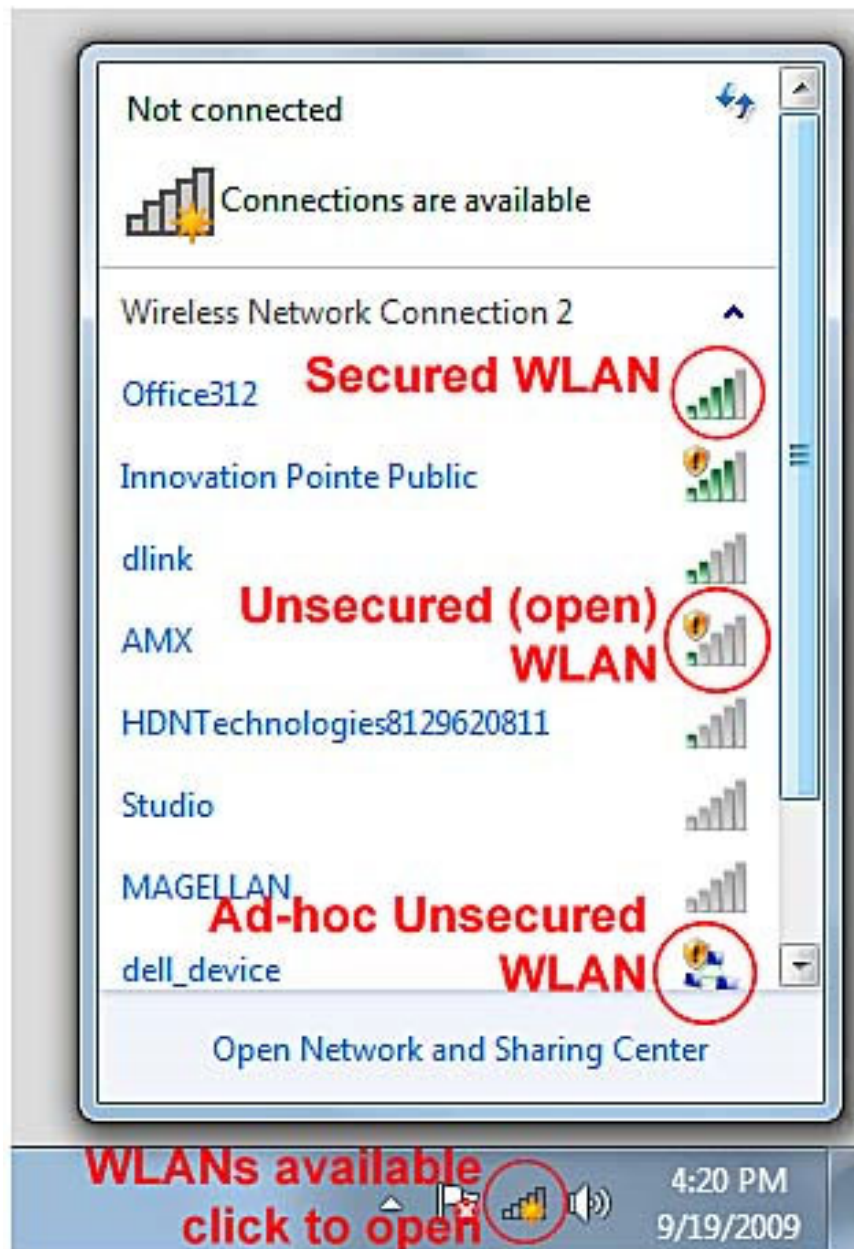 Not connected
Connections are available
Wireless Network Connection 2
Office312 Secured WLAN
Innovation Pointe Public
dlink
Unsecured (open)
AMX WLAN
HDNTechnologies8129620811
Studio
MAGELLAN
Ad-hoc Unsecured
dell_device WLAN
Open Network and Sharing Center
WLANs available
click to open
4:20 PM
9/19/2009